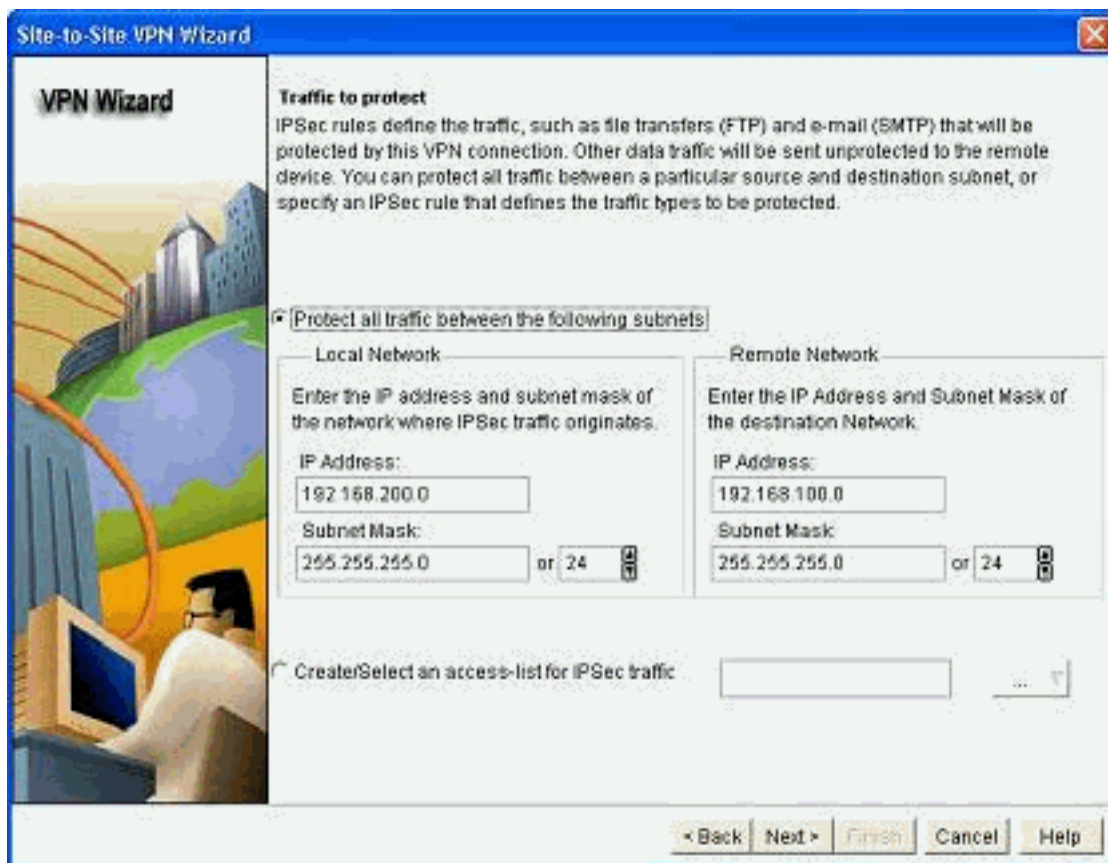 Site-to-Site VPN Wizard
VPN Wizard
Traffic to protect
IPSec rules define the traffic, such as file transfers (FTP) and e-mail (SMTP) that will be
protected by this VPN connection. Other data traffic will be sent unprotected to the remote
device. You can protect all traffic between a particular source and destination subnet, or
specify an IPSec rule that defines the traffic types to be protected.
Protect all traffic between the following subnets
Local Network
Enter the IP address and subnet mask of
the network where IPSec traffic originates.
IP Address:
192.168.200.0
Subnet Mask:
255.255.255.0 or 24
Remote Network
Enter the IP Address and Subnet Mask of
the destination Network.
IP Address:
192.168.100.0
Subnet Mask:
255.255.255.0 or 24
Create/Select an access-list for IPSec traffic
...
< Back Next > Finish Cancel Help